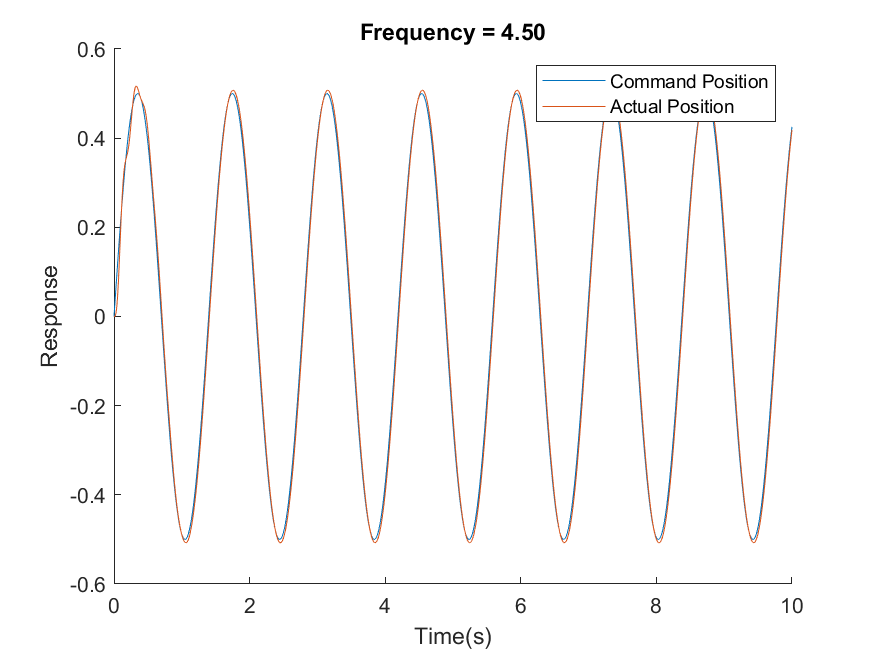 Frequency = 4.50
0.6
Command Position
Actual Position
0.4
0.2
0
-0.2
-0.4
-0.6
Response
0 2 4 6 8 10
Time(s)